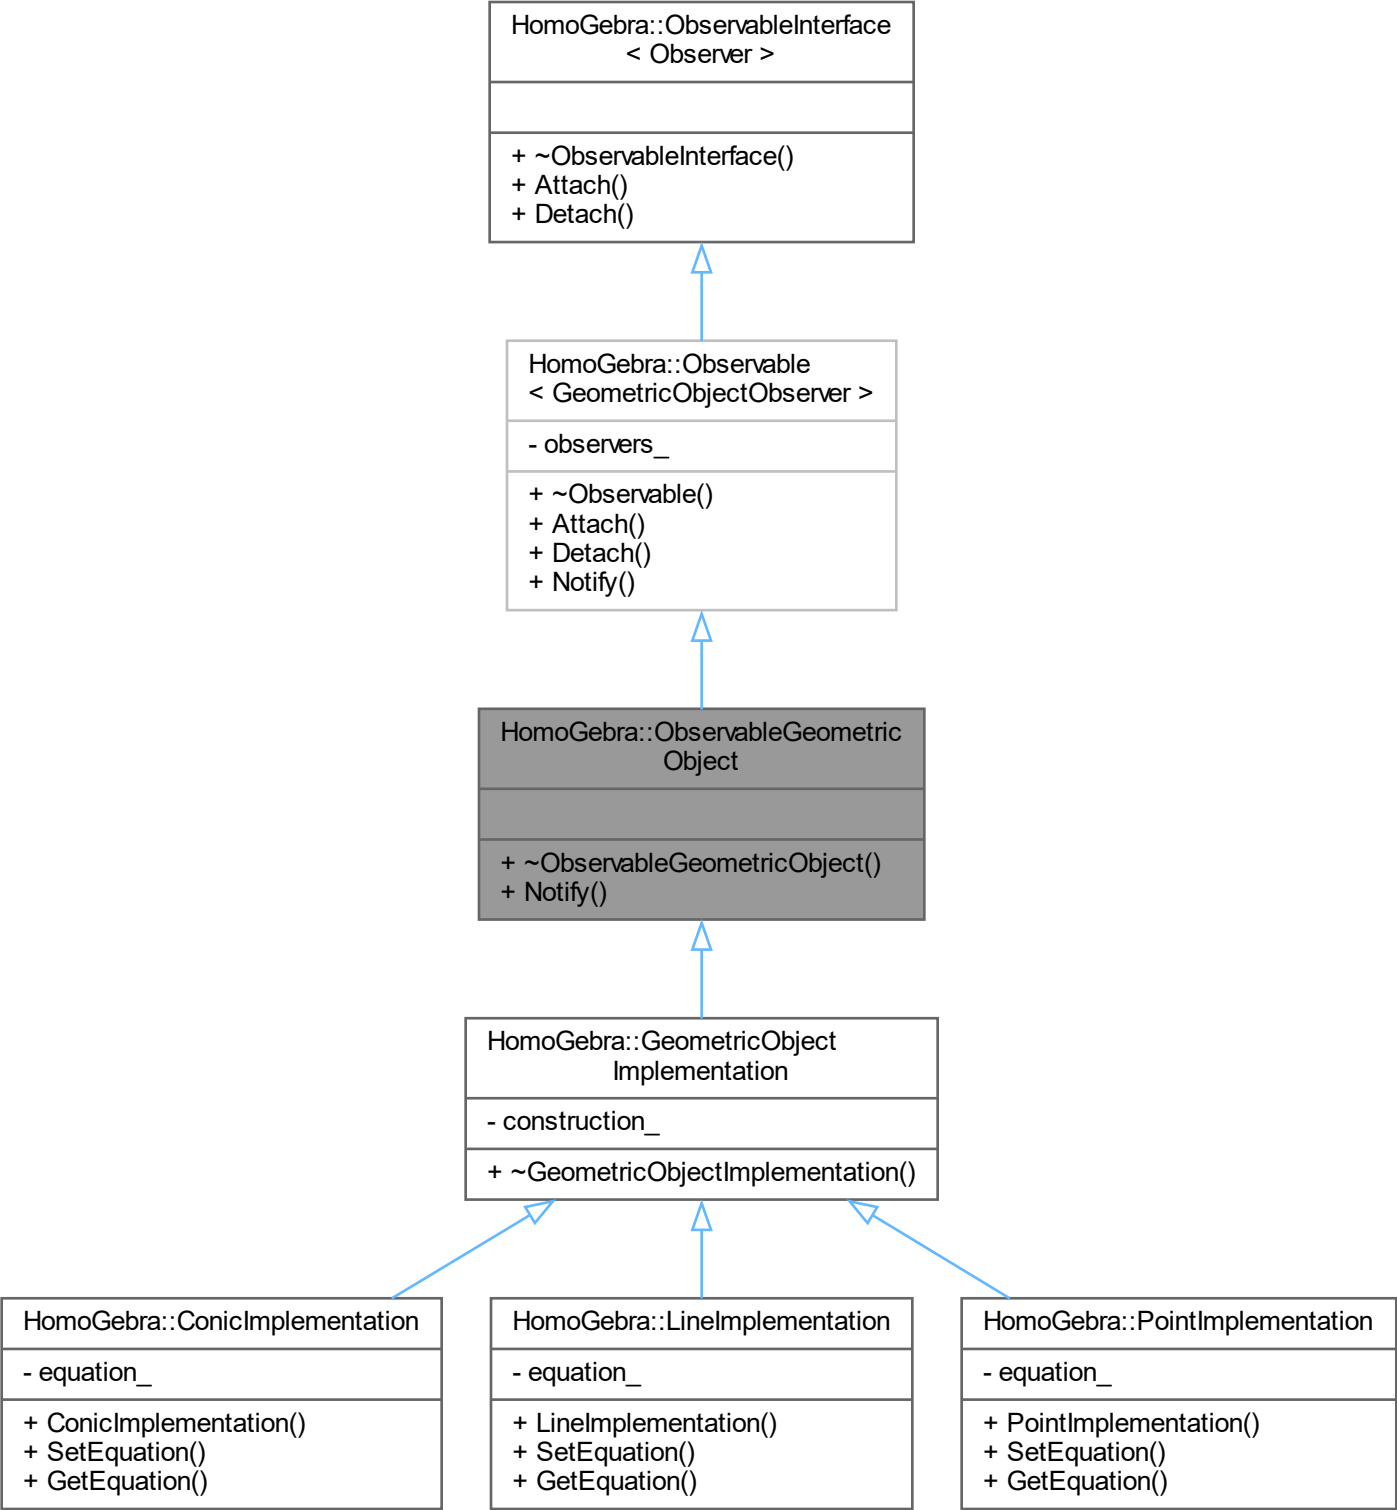 HomoGebra::ObservableInterface
< Observer >
+ ~ObservableInterface()
+ Attach()
+ Detach()
HomoGebra::Observable
< GeometricObjectObserver >
- observers_
+ ~Observable()
+ Attach()
+ Detach()
+ Notify()
HomoGebra::ObservableGeometric
Object
+ ~ObservableGeometricObject()
+ Notify()
HomoGebra::GeometricObject
Implementation
- construction_
+ ~GeometricObjectImplementation()
HomoGebra::ConicImplementation
- equation_
+ ConicImplementation()
+ SetEquation()
+ GetEquation()
HomoGebra::LineImplementation
- equation_
+ LineImplementation()
+ SetEquation()
+ GetEquation()
HomoGebra::PointImplementation
- equation_
+ PointImplementation()
+ SetEquation()
+ GetEquation()